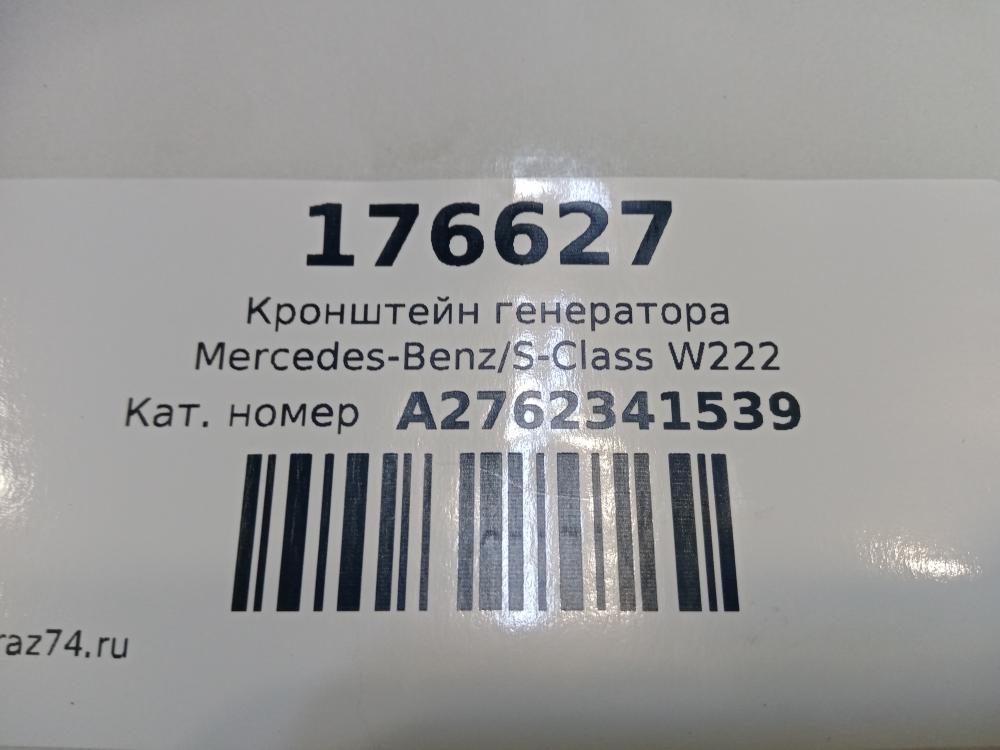 176627
Кронштейн генератора
Mercedes-Benz/S-Class W222
Кат. номер A2762341539
raz74.ru